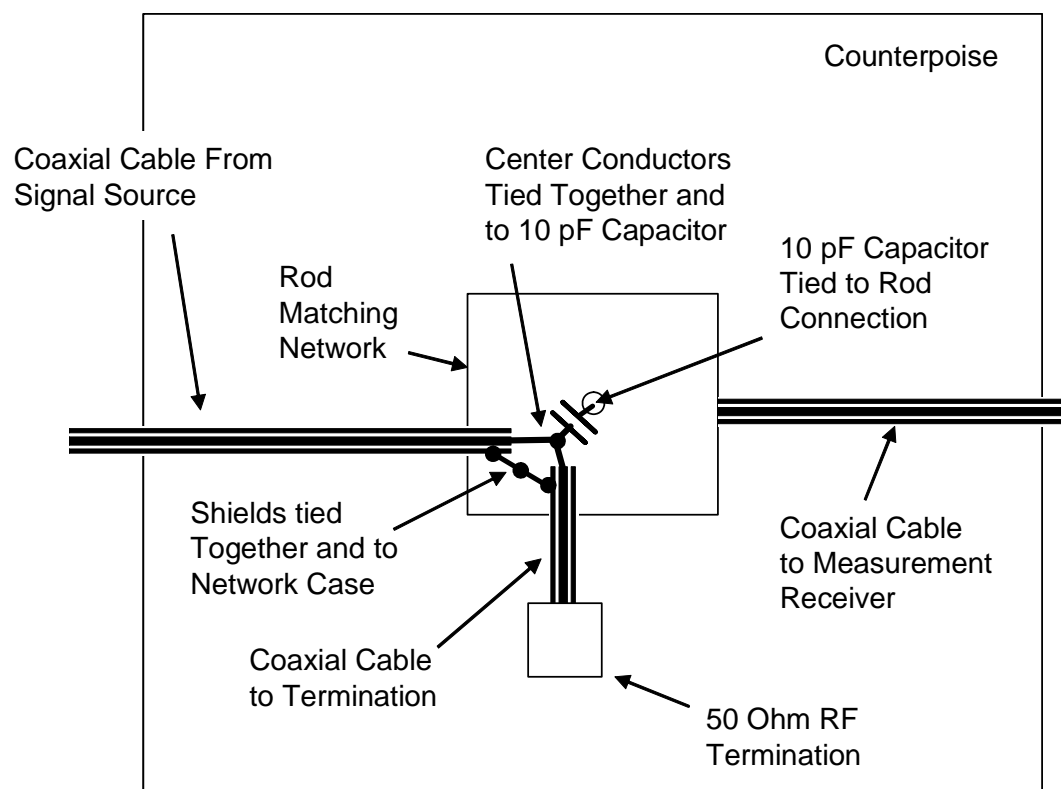 Counterpoise
Coaxial Cable From
Signal Source
Center Conductors
Tied Together and
to 10 pF Capacitor
10 pF Capacitor
Tied to Rod
Connection
Rod
Matching
Network
Shields tied
Together and to
Network Case
Coaxial Cable
to Measurement
Receiver
Coaxial Cable
to Termination
50 Ohm RF
Termination